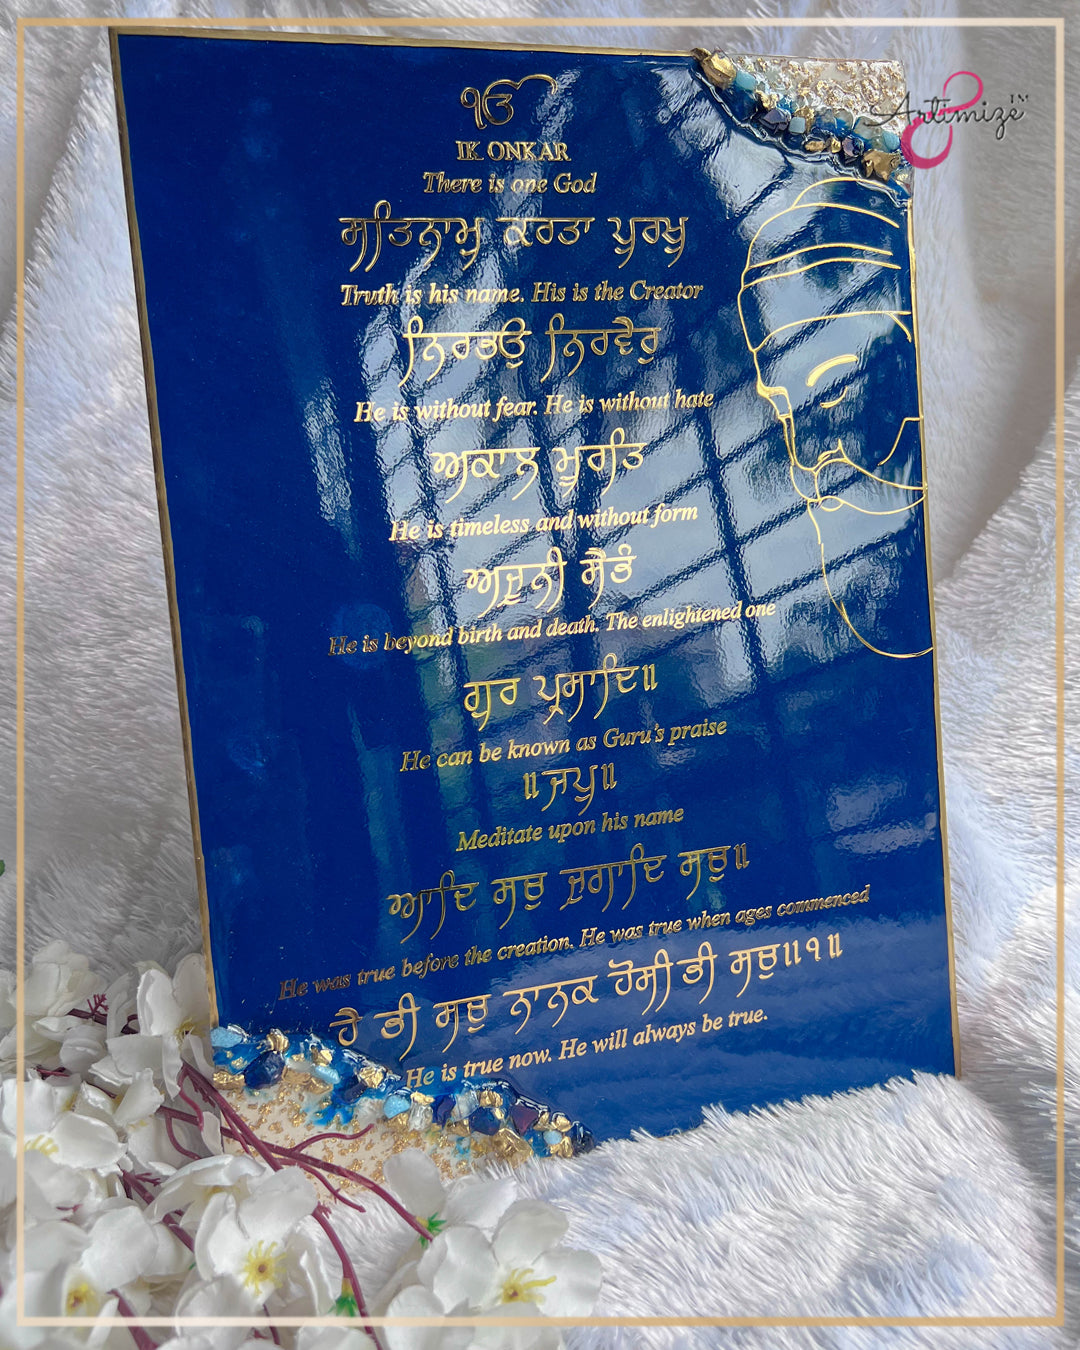 Artimize™
ੴ
IK ONKAR
There is one God
ਸਤਿਨਾਮੁ ਕਰਤਾ ਪੁਰਖੁ
Truth is his name. His is the Creator
ਨਿਰਭਉ ਨਿਰਵੈਰੁ
He is without fear. He is without hate
ਅਕਾਲ ਮੂਰਤਿ
He is timeless and without form
ਅਜੂਨੀ ਸੈਭੰ
He is beyond birth and death. The enlightened one
ਗੁਰ ਪ੍ਰਸਾਦਿ॥
He can be known as Guru's praise
॥ਜਪੁ॥
Meditate upon his name
ਆਦਿ ਸਚੁ ਜੁਗਾਦਿ ਸਚੁ॥
He was true before the creation. He was true when ages commenced
ਹੈ ਭੀ ਸਚੁ ਨਾਨਕ ਹੋਸੀ ਭੀ ਸਚੁ॥੧॥
He is true now. He will always be true.